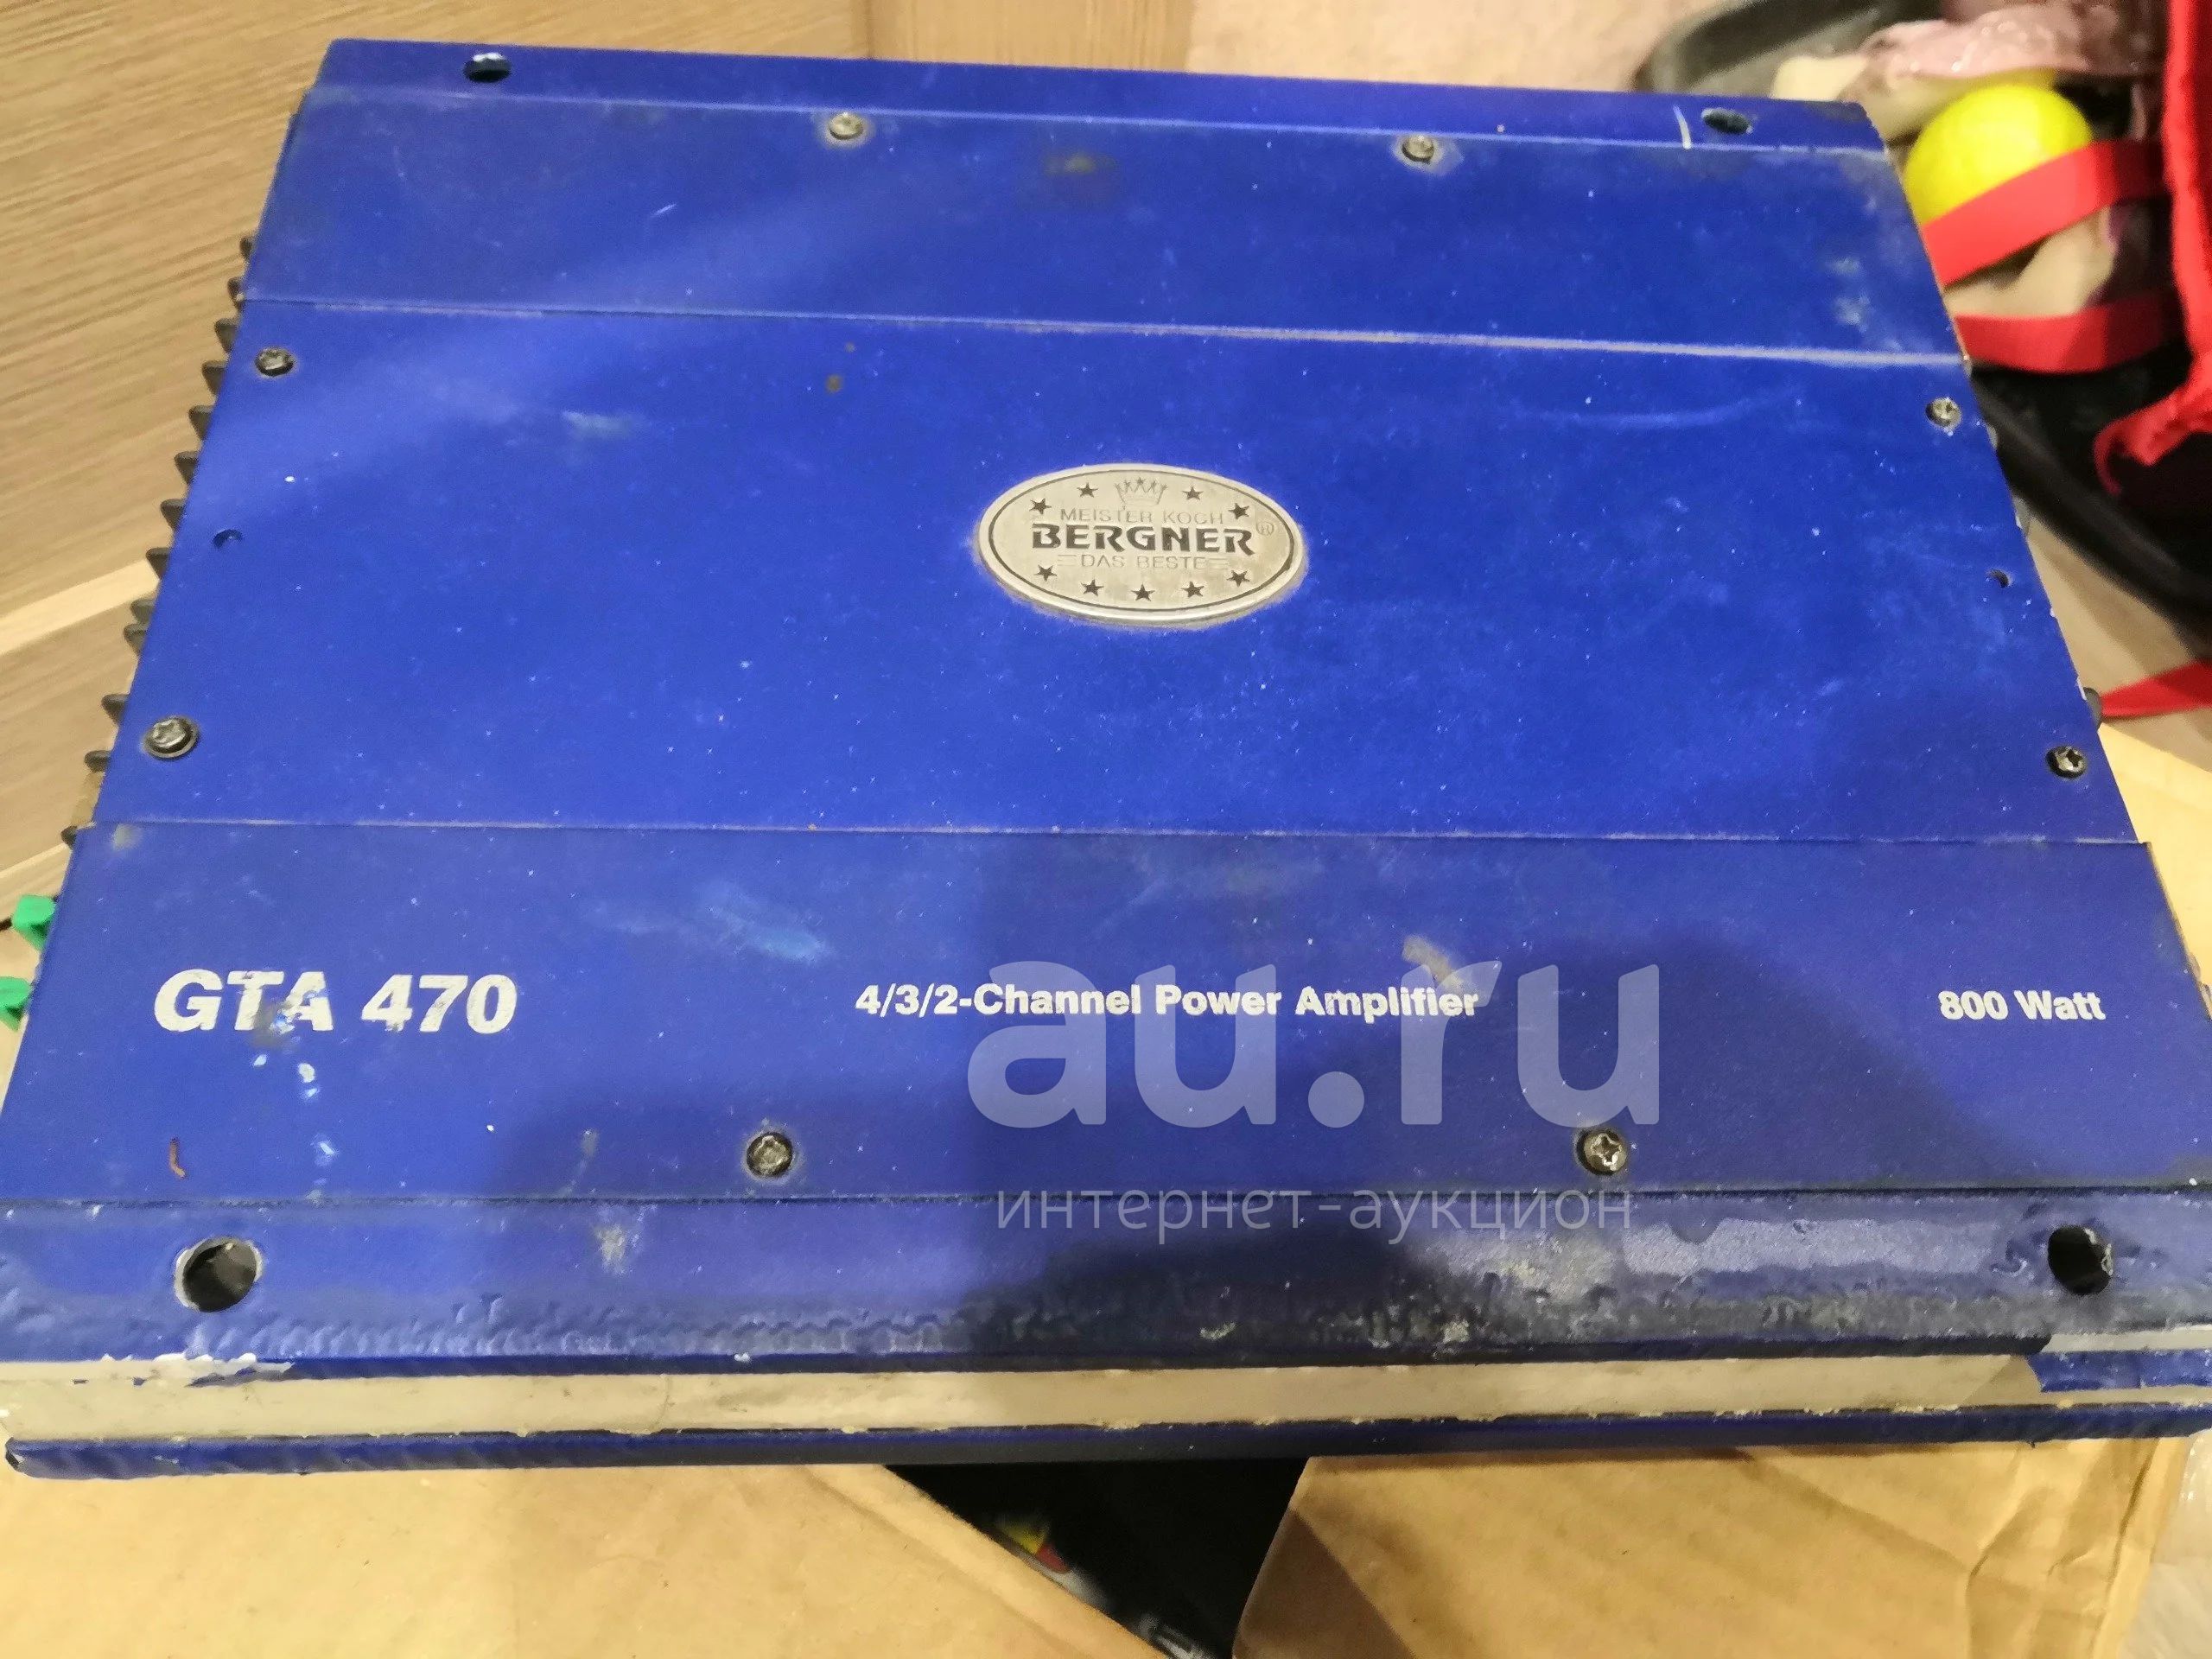 MEISTER KOCH
BERGNER®
DAS BESTE
GTA 470
4/3/2-Channel Power Amplifier
800 Watt
au.ru
интернет-аукцион